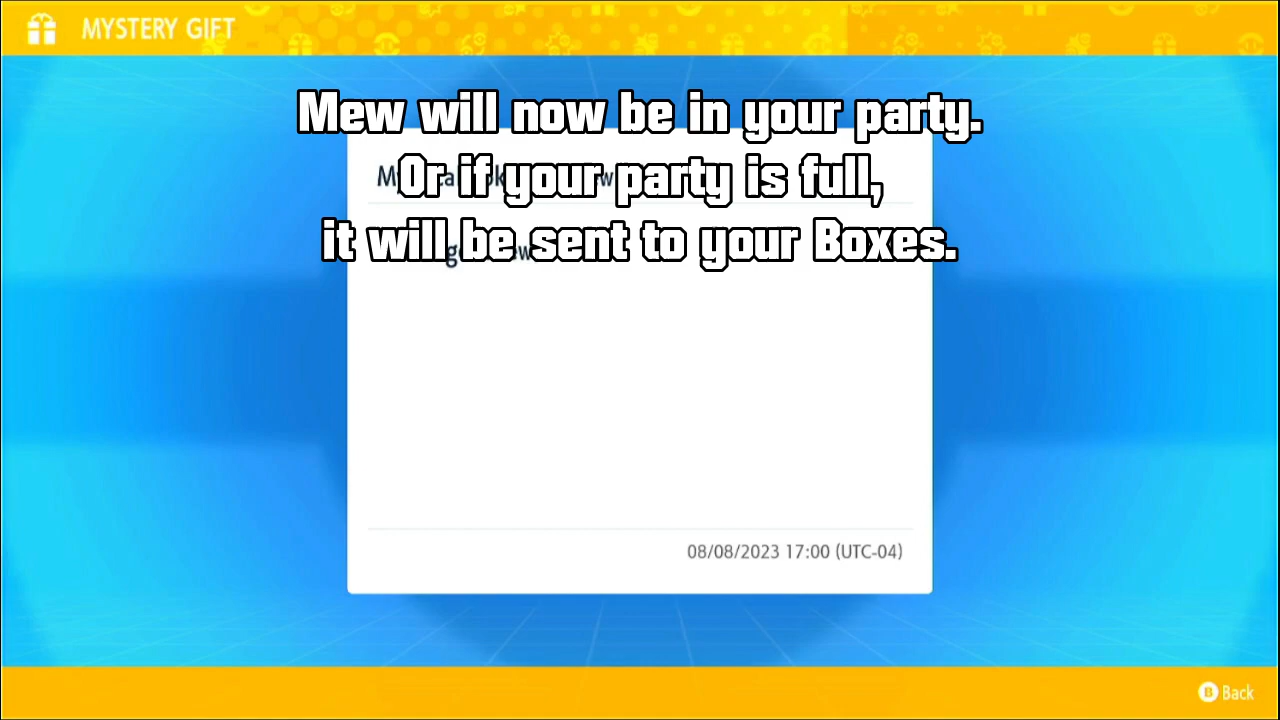 MYSTERY GIFT
Mew will now be in your party.
Or if your party is full,
it will be sent to your Boxes.
08/08/2023 17:00 (UTC-04)
B Back